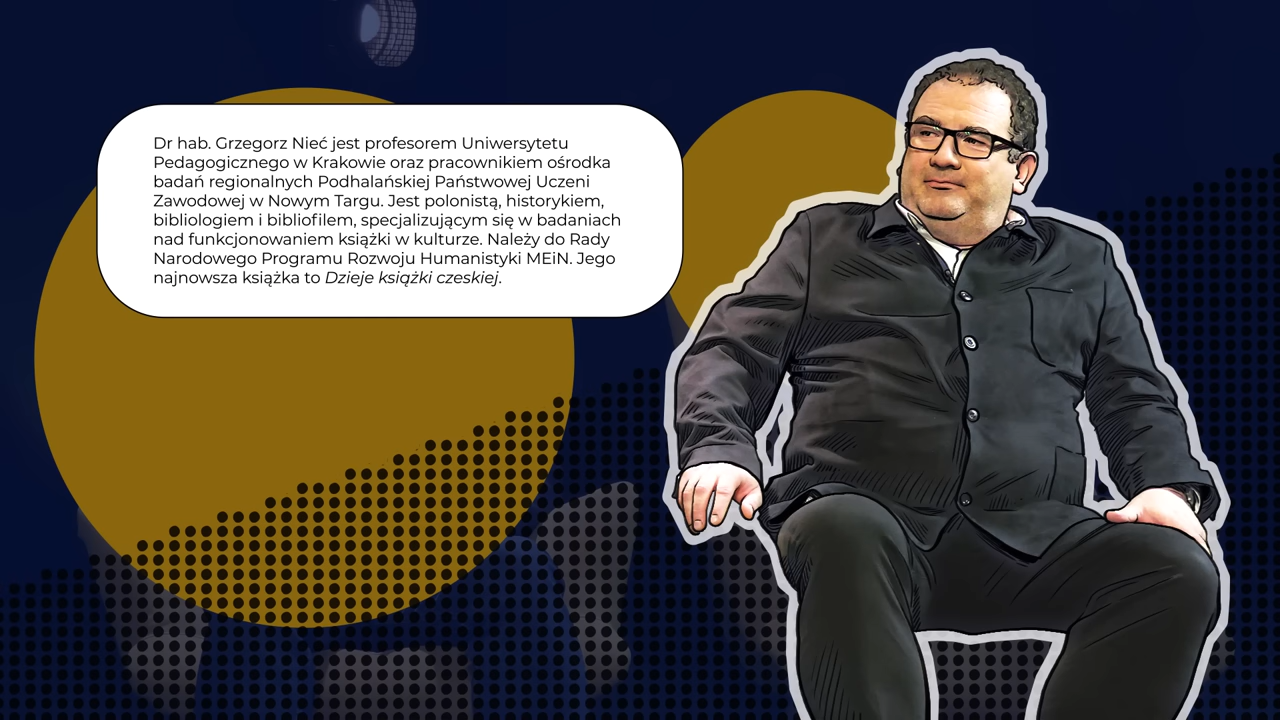 Dr hab. Grzegorz Nieć jest profesorem Uniwersytetu
Pedagogicznego w Krakowie oraz pracownikiem ośrodka
badań regionalnych Podhalańskiej Państwowej Uczeni
Zawodowej w Nowym Targu. Jest polonistą, historykiem,
bibliologiem i bibliofilem, specjalizującym się w badaniach
nad funkcjonowaniem książki w kulturze. Należy do Rady
Narodowego Programu Rozwoju Humanistyki MEiN. Jego
najnowsza książka to Dzieje książki czeskiej.